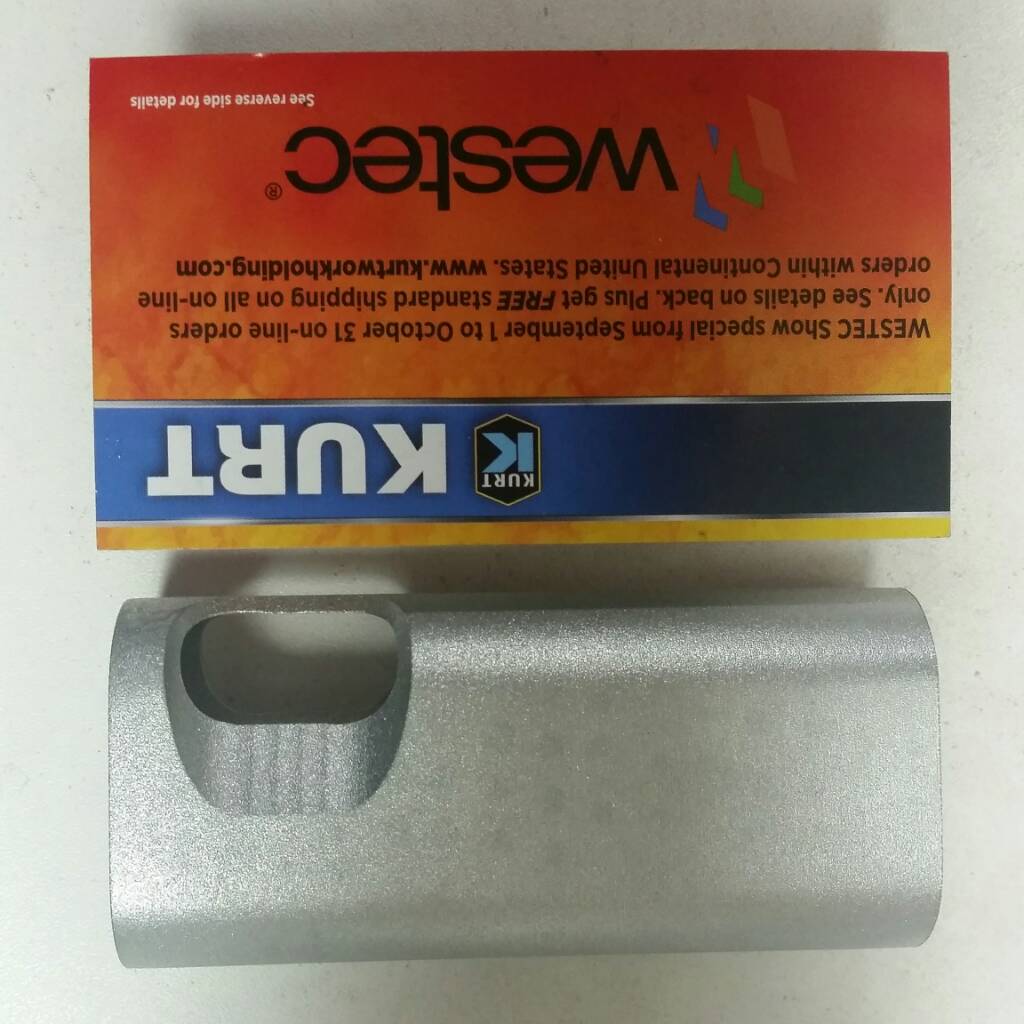 KURT
KURT
WESTEC Show special from September 1 to October 31 on-line orders
only. See details on back. Plus get FREE standard shipping on all on-line
orders within Continental United States. www.kurtworkholding.com
westec®
See reverse side for details